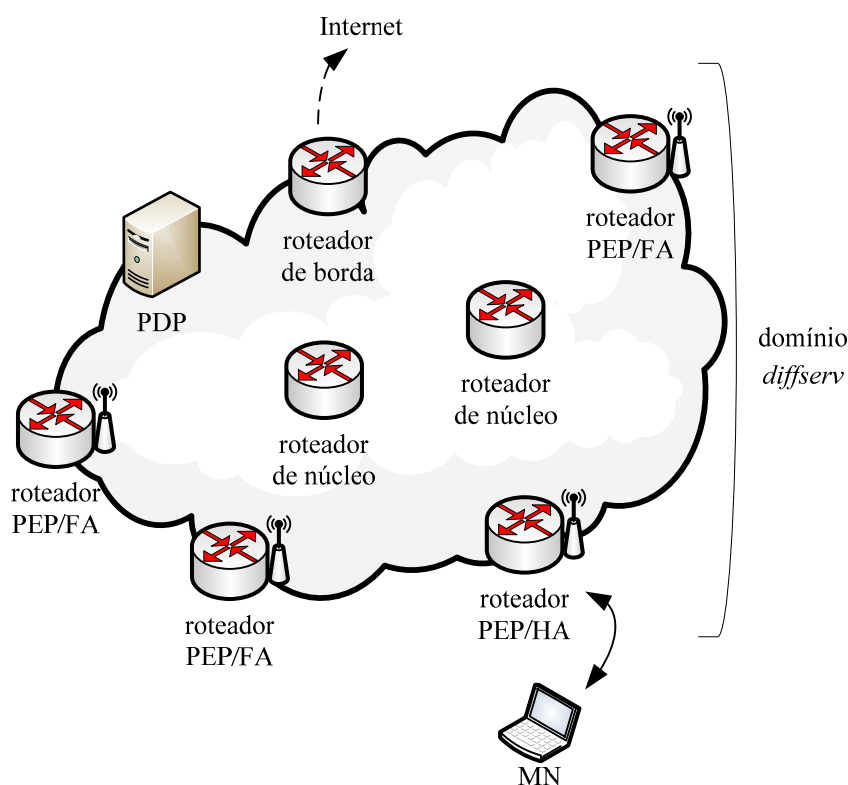 Internet
roteador
PEP/FA
roteador
de borda
PDP
domínio
diffserv
roteador
de núcleo
roteador
de núcleo
roteador
PEP/FA
roteador
PEP/HA
roteador
PEP/FA
MN